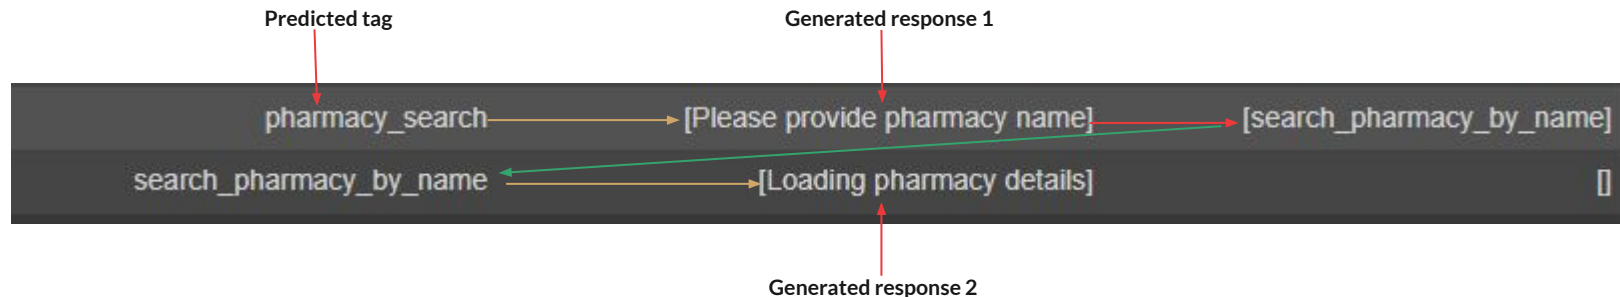 Predicted tag Generated response 1
pharmacy_search [Please provide pharmacy name] [search_pharmacy_by_name]
search_pharmacy_by_name [Loading pharmacy details] []
Generated response 2